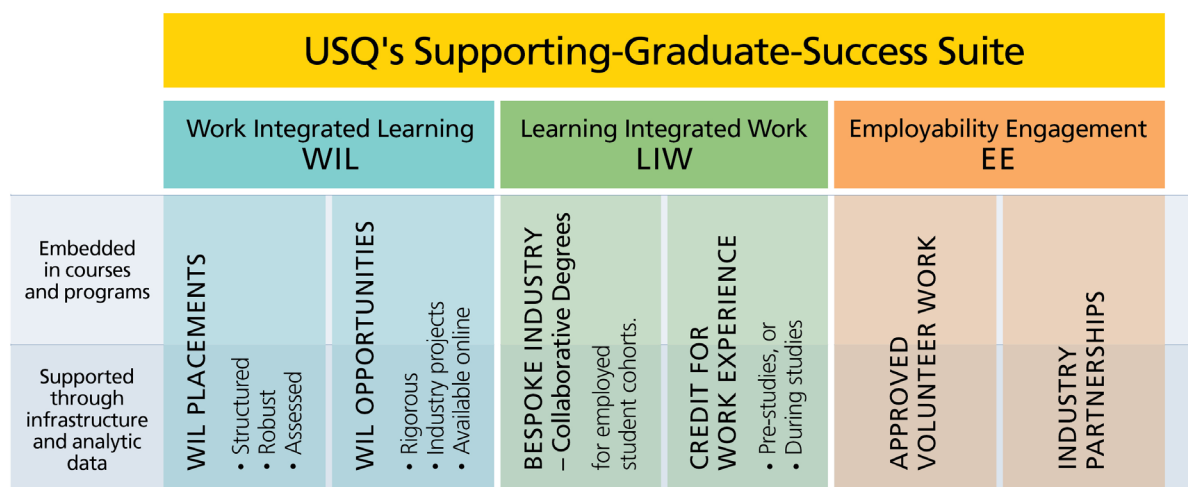 USQ's Supporting-Graduate-Success Suite
Work Integrated Learning
WIL
Learning Integrated Work
LIW
Employability Engagement
EE
Embedded
in courses
and programs
Supported
through
infrastructure
and analytic
data
WIL PLACEMENTS
• Structured
• Robust
• Assessed
WIL OPPORTUNITIES
• Rigorous
• Industry projects
• Available online
BESPOKE INDUSTRY
– Collaborative Degrees
for employed
student cohorts.
CREDIT FOR
WORK EXPERIENCE
• Pre-studies, or
• During studies
APPROVED
VOLUNTEER WORK
INDUSTRY
PARTNERSHIPS